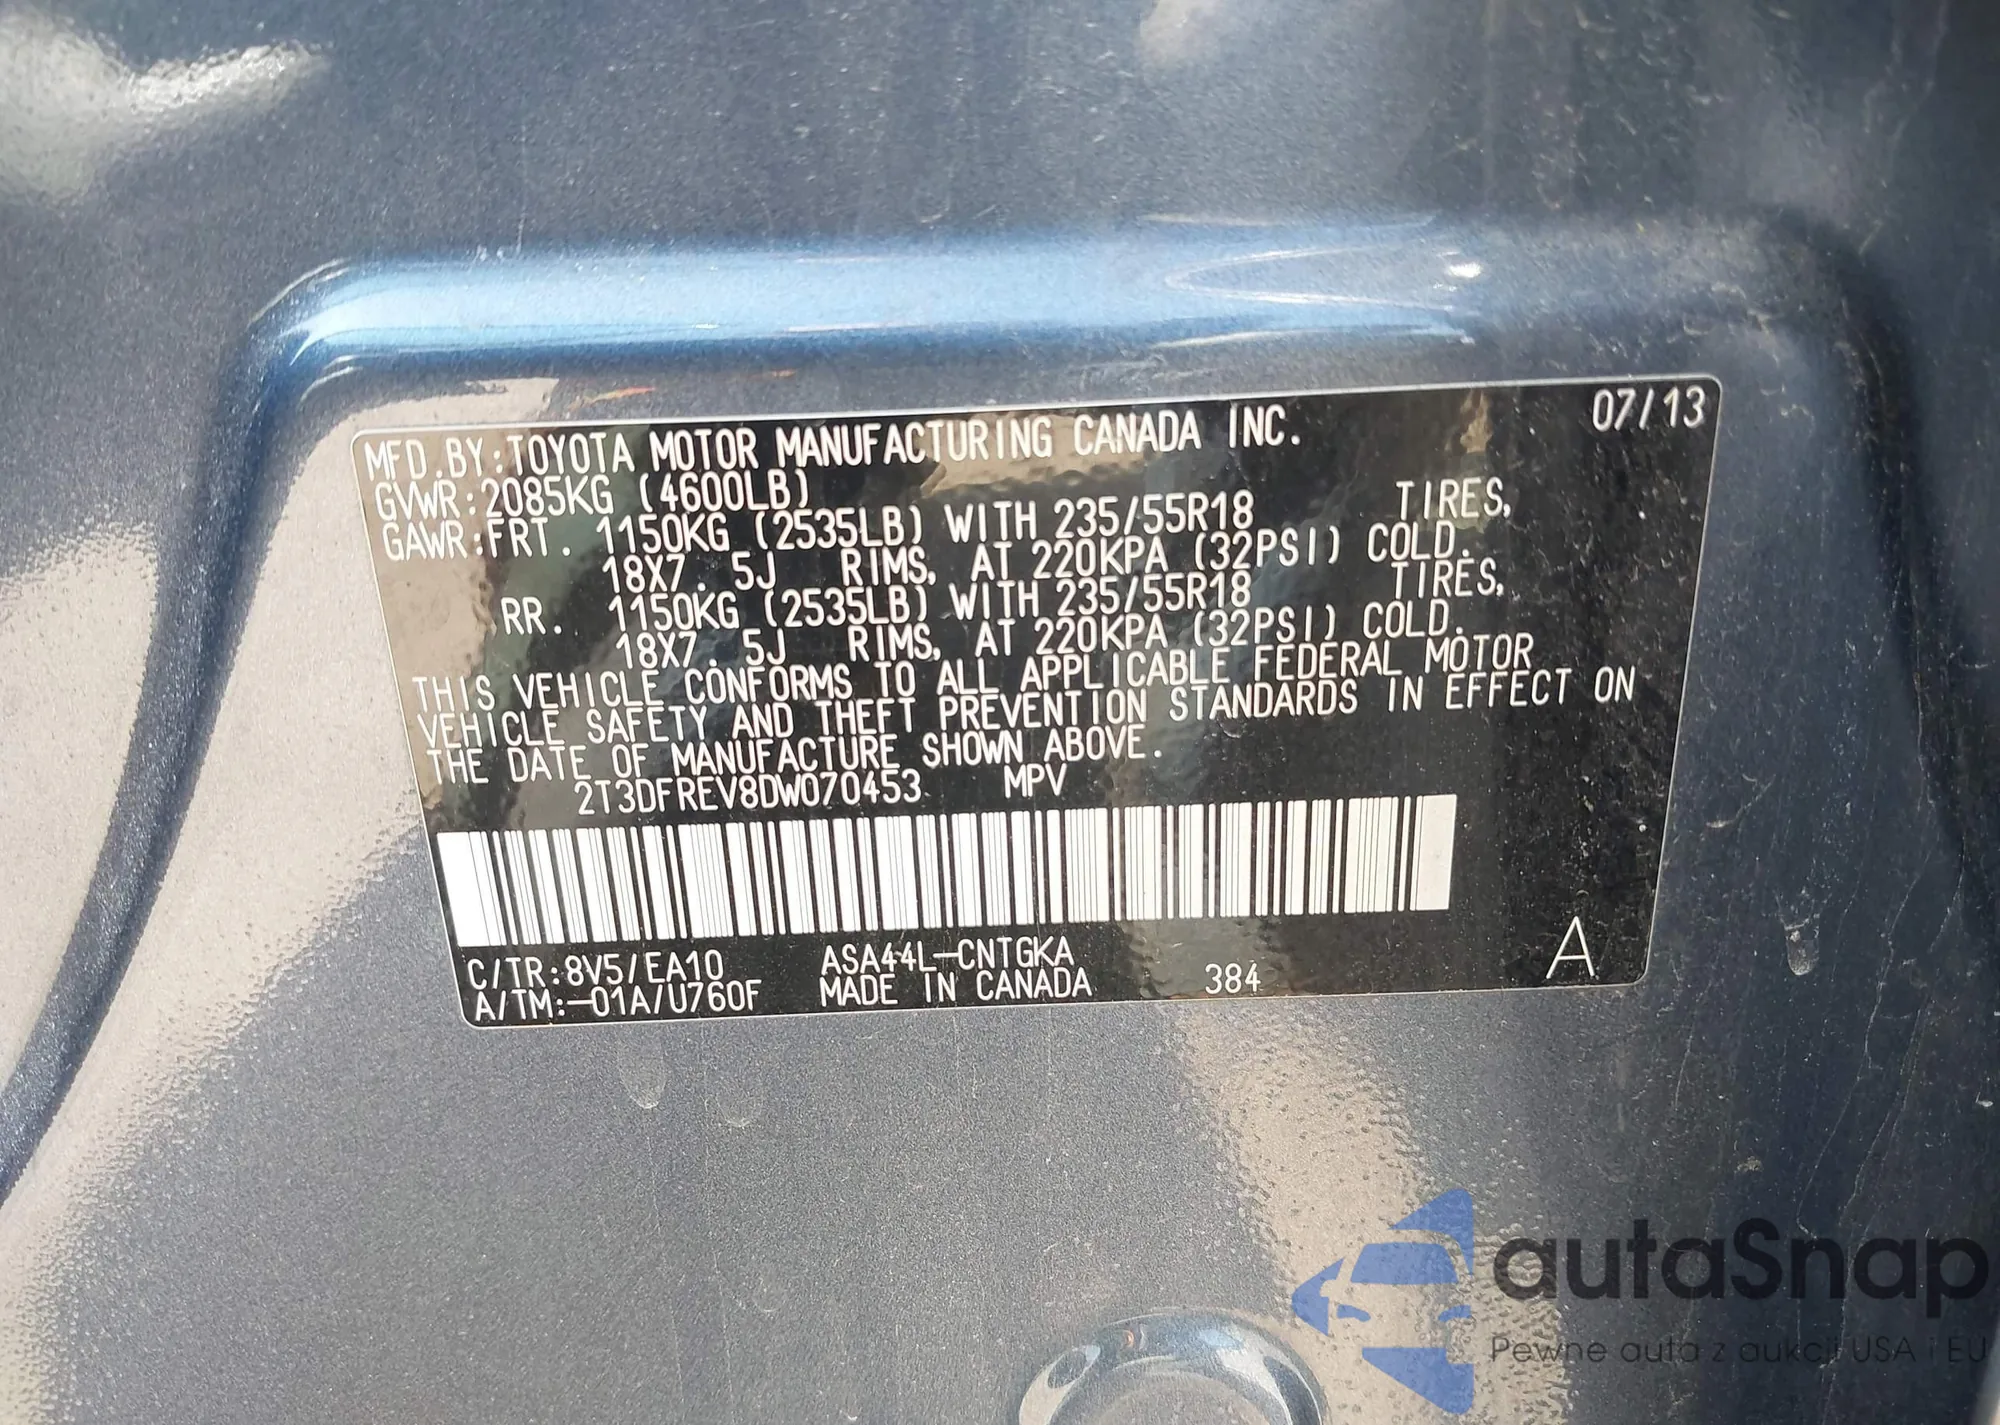 07/13
MFD.BY:TOYOTA MOTOR MANUFACTURING CANADA INC.
GVWR:2085KG (4600LB)
GAWR:FRT. 1150KG (2535LB) WITH 235/55R18 TIRES,
18X7.5J RIMS, AT 220KPA (32PSI) COLD.
RR. 1150KG (2535LB) WITH 235/55R18 TIRES,
18X7.5J RIMS, AT 220KPA (32PSI) COLD.
THIS VEHICLE CONFORMS TO ALL APPLICABLE FEDERAL MOTOR
VEHICLE SAFETY AND THEFT PREVENTION STANDARDS IN EFFECT ON
THE DATE OF MANUFACTURE SHOWN ABOVE.
2T3DFREV8DW070453 MPV
C/TR:8V5/EA10 ASA44L-CNTGKA
A/TM:-01A/U760F MADE IN CANADA 384 A
autaSnap
Pewne auta z aukcji USA i EU